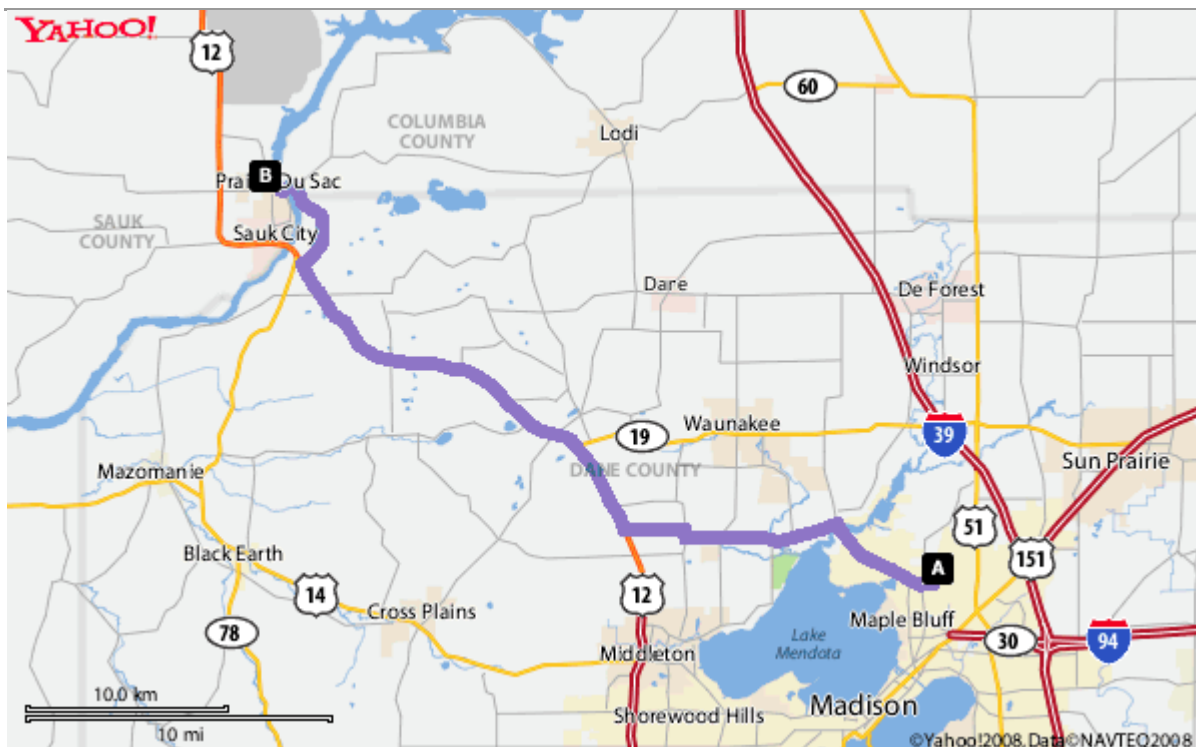 YAHOO!
12
60
COLUMBIA
COUNTY
Lodi
B
Prai Du Sac
SAUK
COUNTY
Sauk City
Dare
De Forest
Windsor
19
Waunakee
39
DANE COUNTY
Sun Prairie
Mazomanie
51
151
Black Earth
A
14
12
Cross Plains
Maple Bluff
78
30
94
Lake
Mendota
Middleton
10.0 km
Madison
Shorewood Hills
10 mi
©Yahoo!2008, Data©NAVTEQ2008